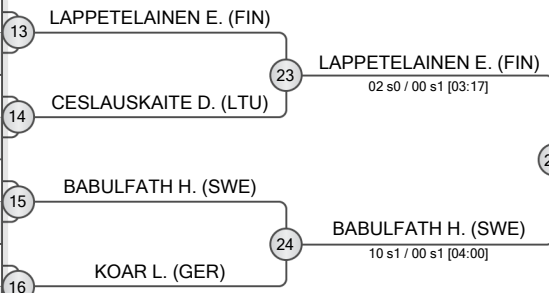 13
LAPPETELAINEN E. (FIN)
23
LAPPETELAINEN E. (FIN)
02 s0 / 00 s1 [03:17]
14
CESLAUSKAITE D. (LTU)
15
BABULFATH H. (SWE)
24
BABULFATH H. (SWE)
10 s1 / 00 s1 [04:00]
16
KOAR L. (GER)